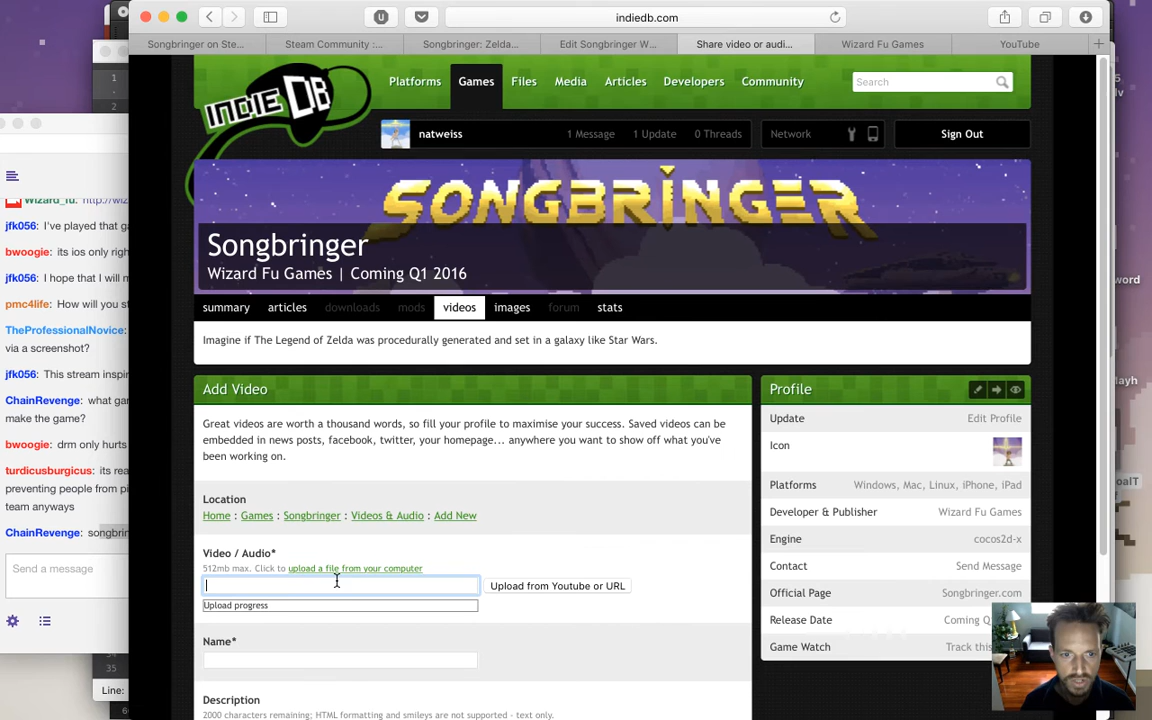 indiedb.com
Songbringer on Ste...
Steam Community :...
Songbringer: Zelda...
Edit Songbringer W...
Share video or audi...
Wizard Fu Games
YouTube
INDIE DB
Platforms
Games
Files
Media
Articles
Developers
Community
Search
natweiss
1 Message
1 Update
0 Threads
Network
Sign Out
SONGBRINGER
Songbringer
Wizard Fu Games | Coming Q1 2016
summary
articles
downloads
mods
videos
images
forum
stats
Imagine if The Legend of Zelda was procedurally generated and set in a galaxy like Star Wars.
Add Video
Great videos are worth a thousand words, so fill your profile to maximise your success. Saved videos can be
embedded in news posts, facebook, twitter, your homepage... anywhere you want to show off what you've
been working on.
Location
Home : Games : Songbringer : Videos & Audio : Add New
Video / Audio*
512mb max. Click to upload a file from your computer
Upload from Youtube or URL
Upload progress
Name*
Description
2000 characters remaining; HTML formatting and smileys are not supported - text only.
Profile
Update
Edit Profile
Icon
Platforms
Windows, Mac, Linux, iPhone, iPad
Developer & Publisher
Wizard Fu Games
Engine
cocos2d-x
Contact
Send Message
Official Page
Songbringer.com
Release Date
Coming Q
Game Watch
Track this
1
2
Wizard_fu: http://wiz
jfk056: I've played that ga
bwoogie: its ios only righ
jfk056: I hope that I will n
pmc4life: How will you st
TheProfessionalNovice:
via a screenshot?
jfk056: This stream inspi
ChainRevenge: what gar
make the game?
bwoogie: drm only hurts
turdicusburgicus: its rea
preventing people from pi
team anyways
ChainRevenge: songbrin
Send a message
34
35
Line: